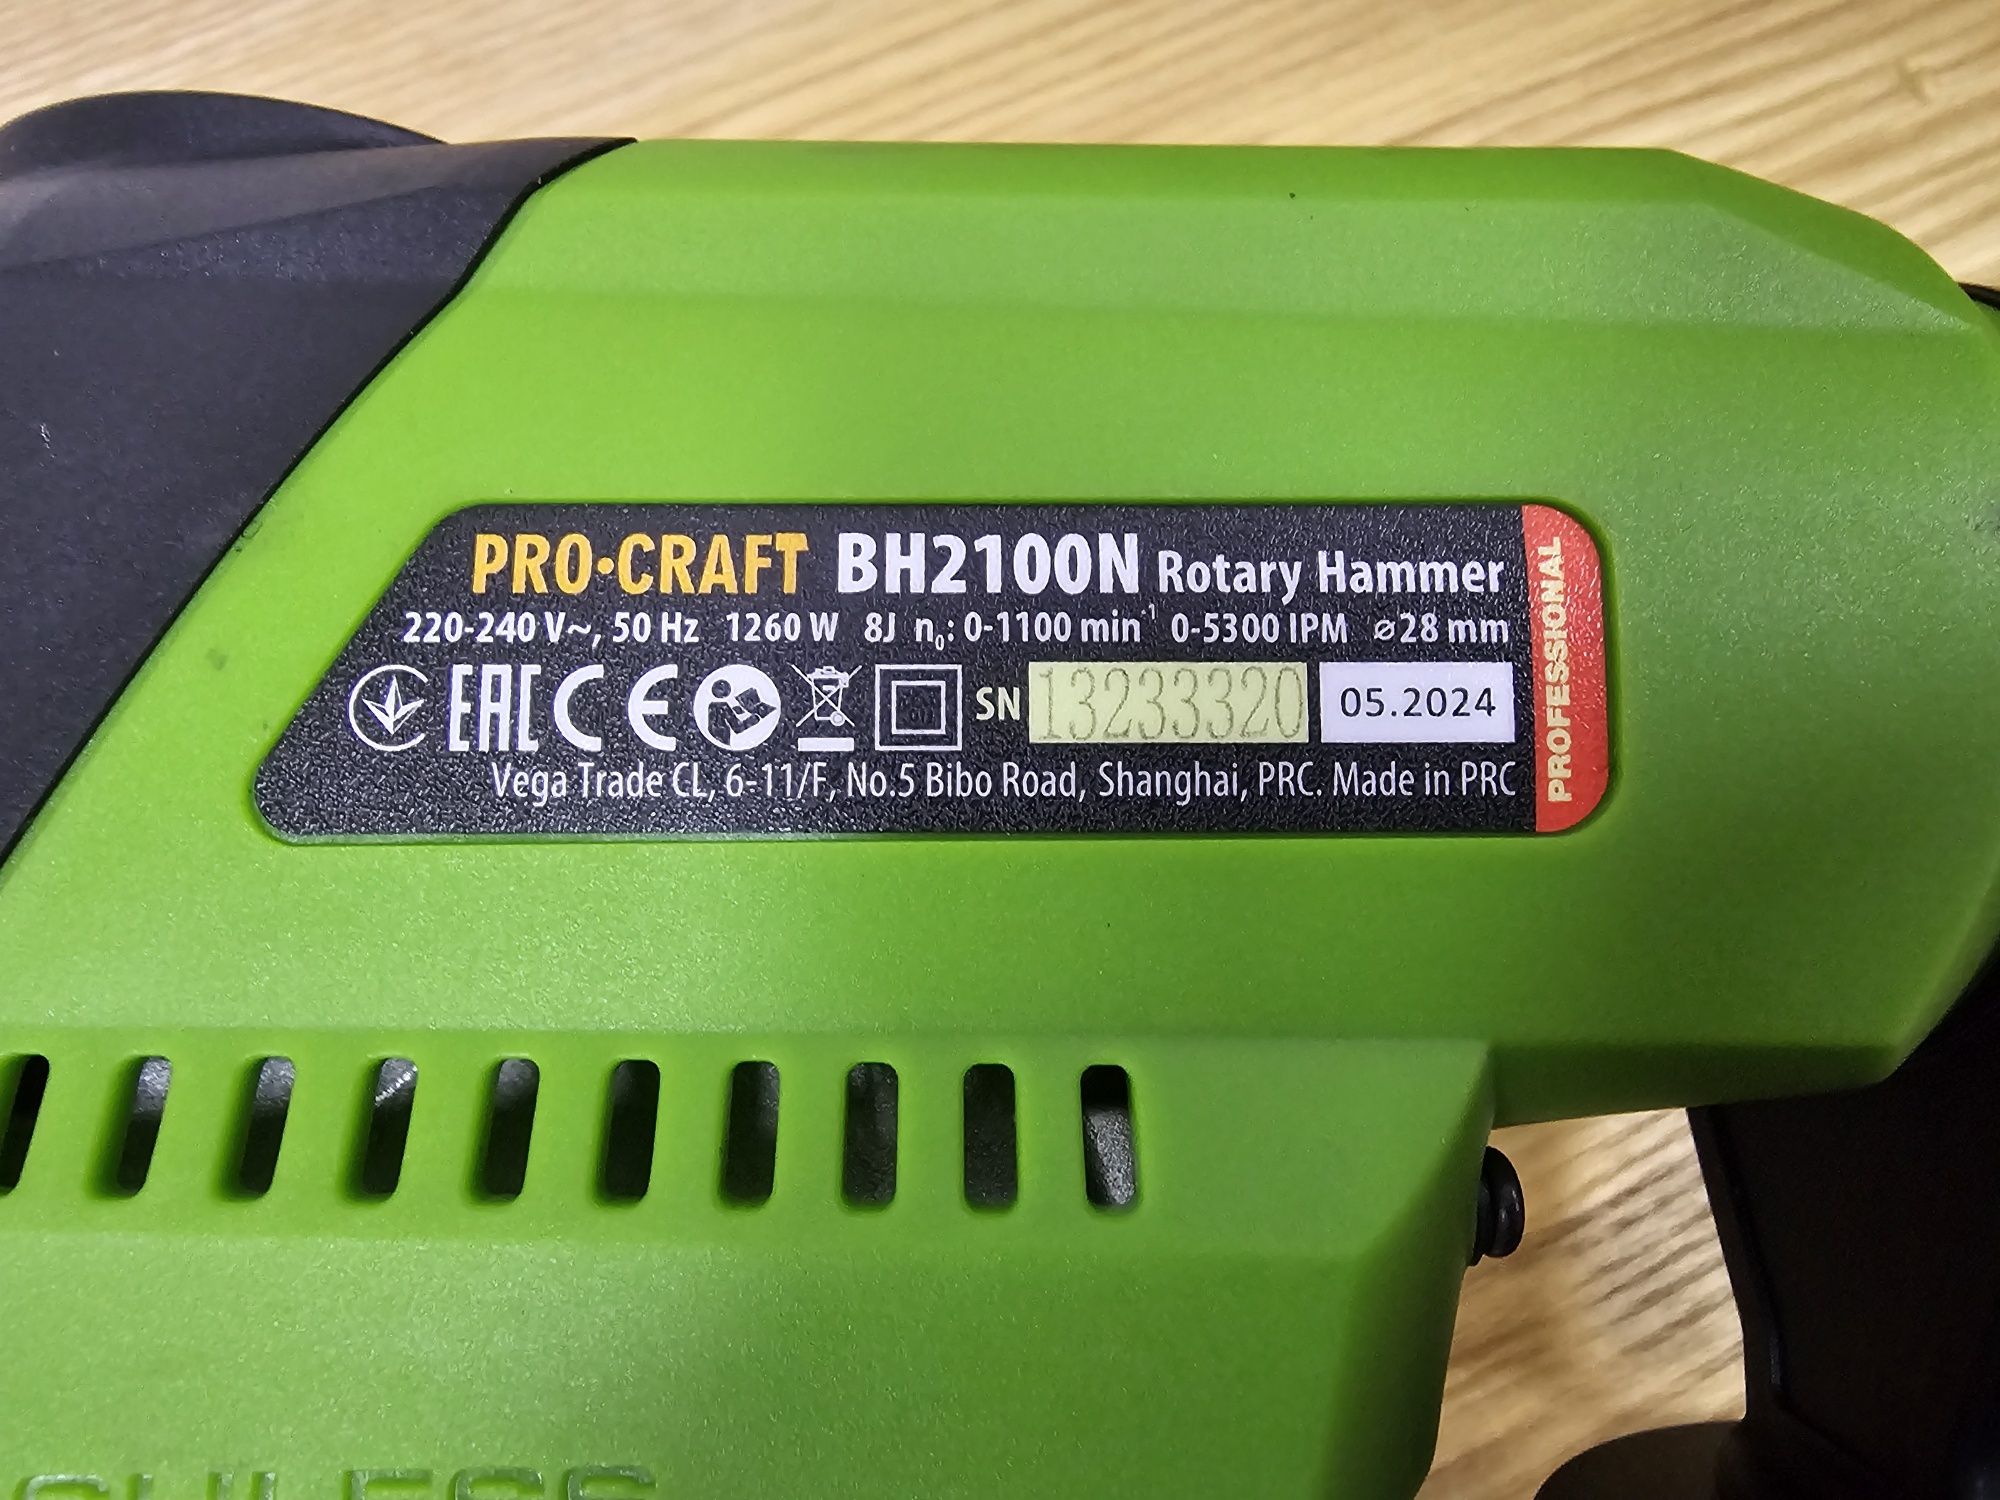 PRO·CRAFT BH2100N Rotary Hammer
220-240 V~, 50 Hz 1260 W 8J n₀: 0-1100 min⁻¹ 0-5300 IPM ⌀28 mm
EAC CE SN 13233320 05.2024
Vega Trade CL, 6-11/F, No.5 Bibo Road, Shanghai, PRC. Made in PRC
PROFESSIONAL